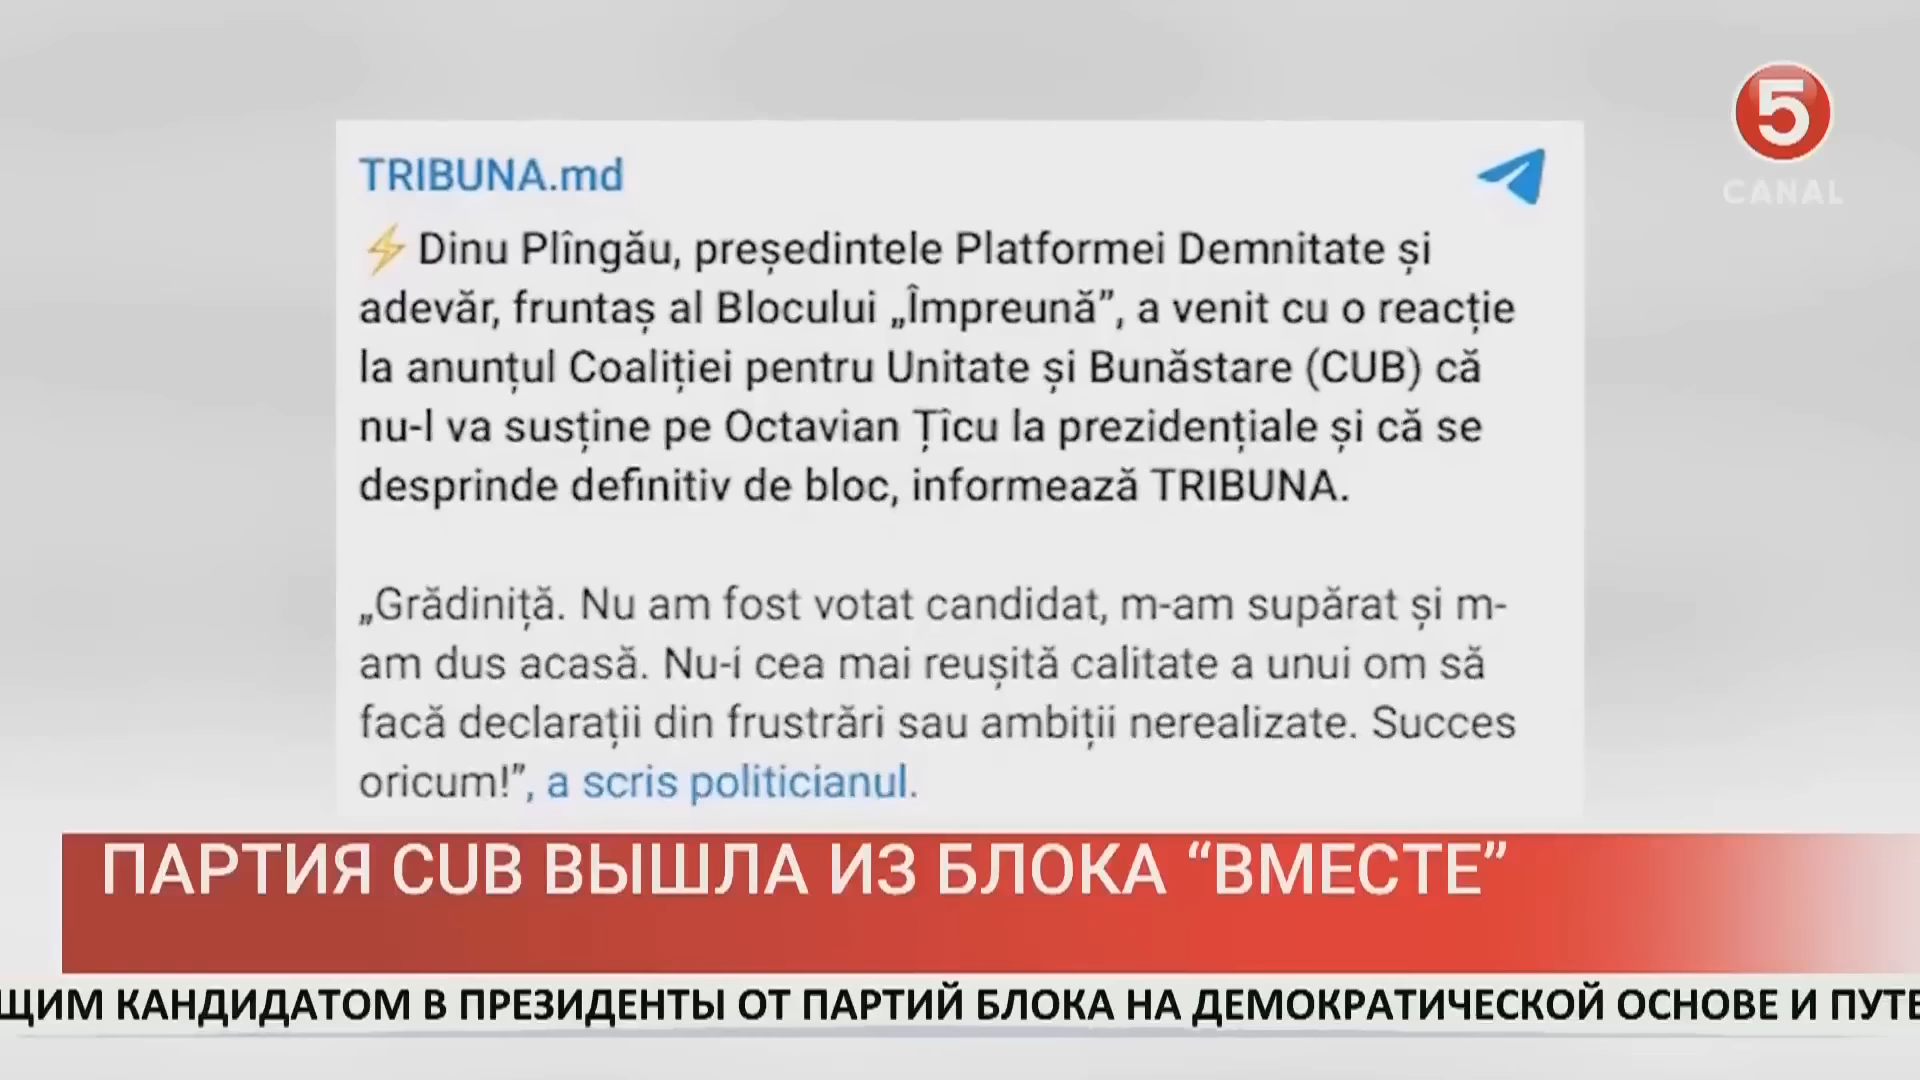 5
CANAL
TRIBUNA.md
⚡Dinu Plîngău, președintele Platformei Demnitate și
adevăr, fruntaș al Blocului „Împreună”, a venit cu o reacție
la anunțul Coaliției pentru Unitate și Bunăstare (CUB) că
nu-l va susține pe Octavian Țîcu la prezidențiale și că se
desprinde definitiv de bloc, informează TRIBUNA.
„Grădiniță. Nu am fost votat candidat, m-am supărat și m-
am dus acasă. Nu-i cea mai reușită calitate a unui om să
facă declarații din frustrări sau ambiții nerealizate. Succes
oricum!”, a scris politicianul.
ПАРТИЯ CUB ВЫШЛА ИЗ БЛОКА “ВМЕСТЕ”
ЩИМ КАНДИДАТОМ В ПРЕЗИДЕНТЫ ОТ ПАРТИЙ БЛОКА НА ДЕМОКРАТИЧЕСКОЙ ОСНОВЕ И ПУТЕ